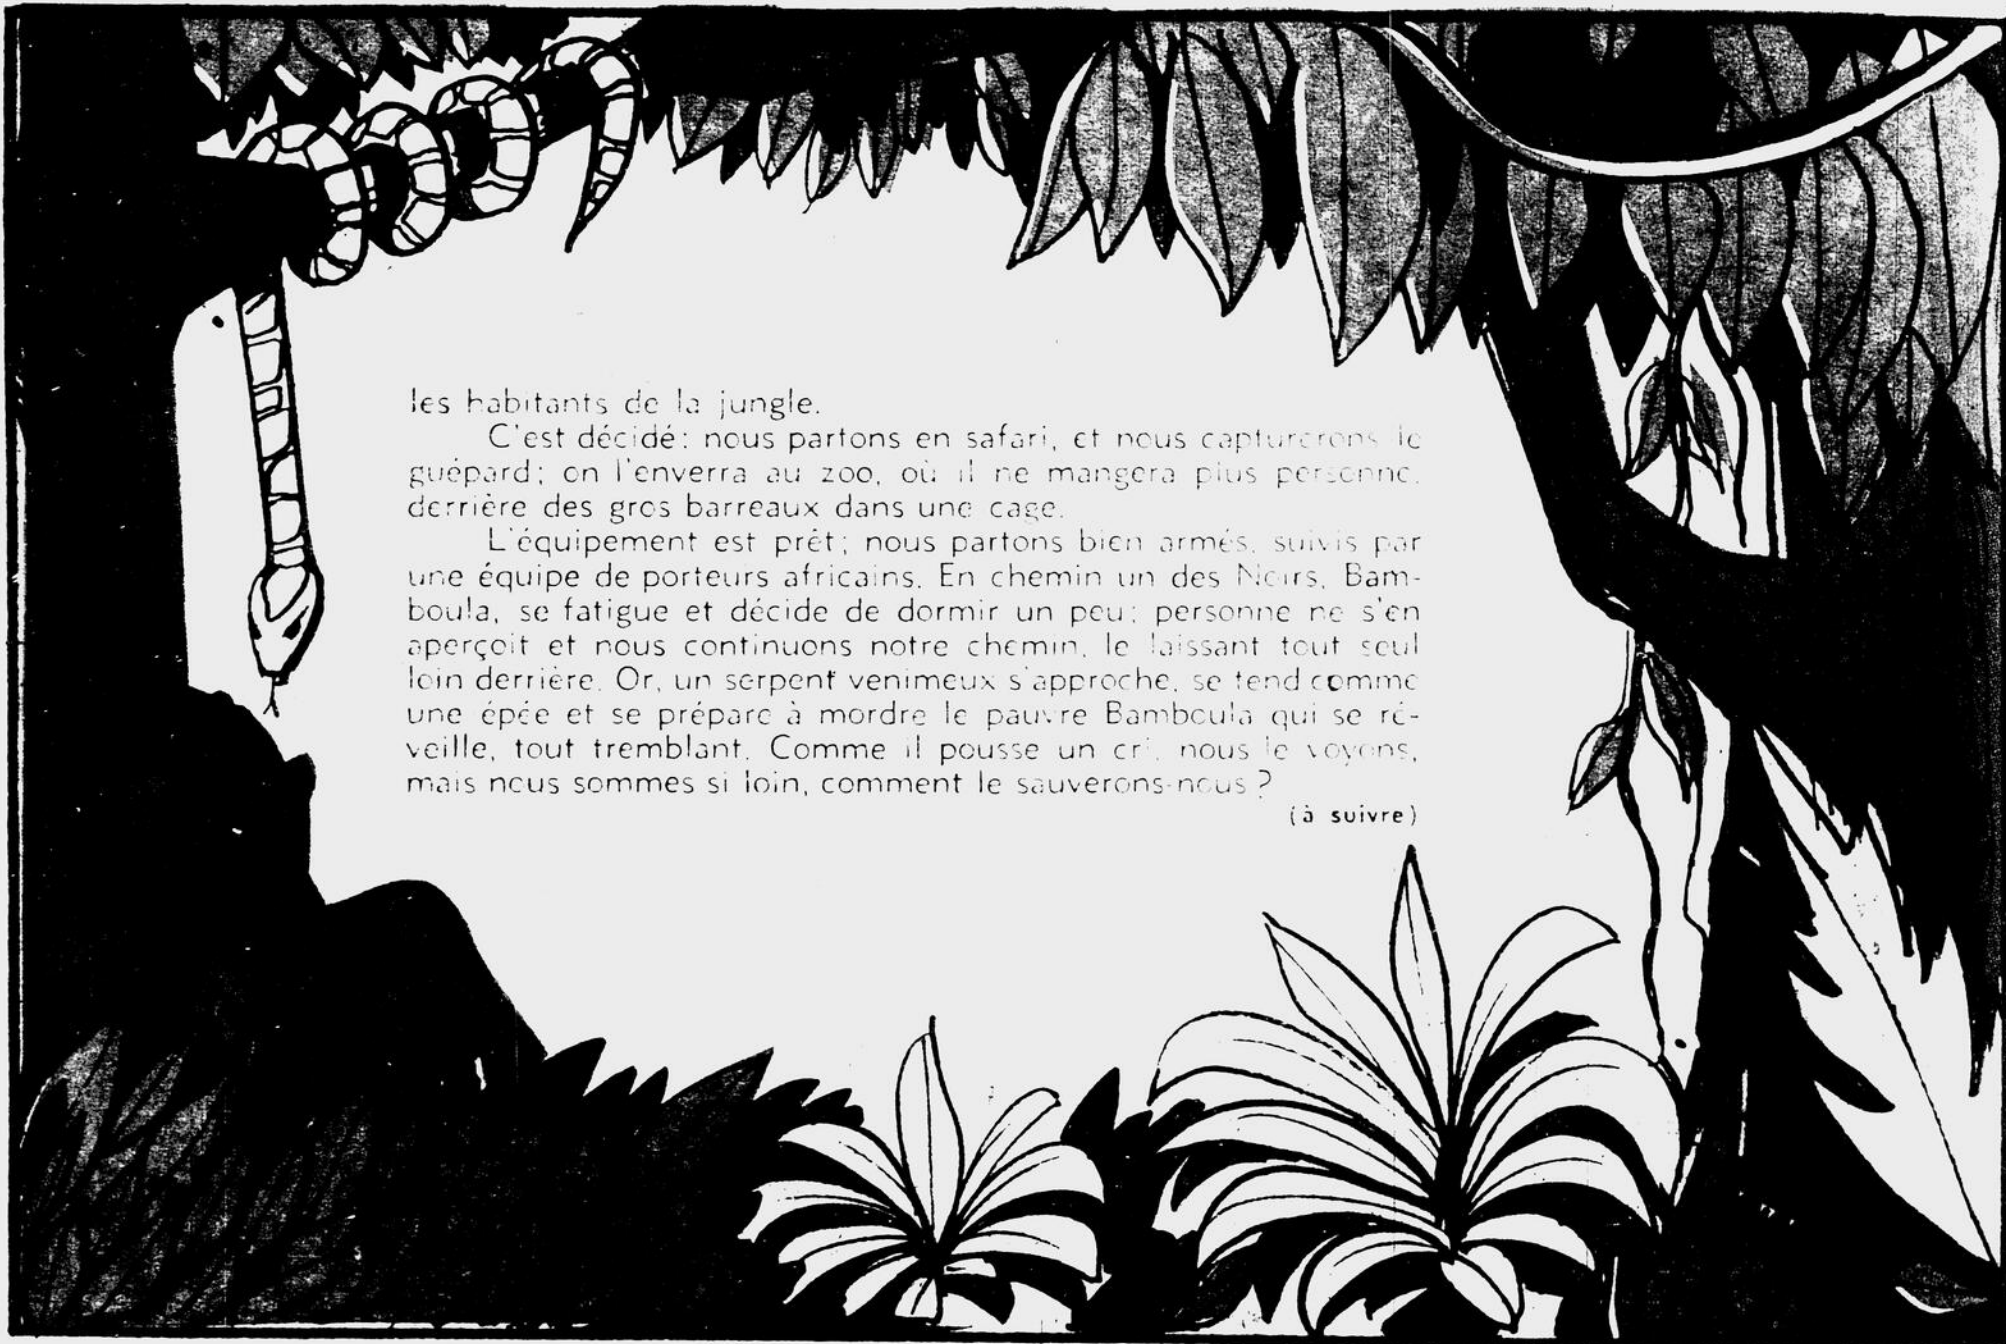 les habitants de la jungle.
C'est décidé: nous partons en safari, et nous capturerons le
guépard; on l'enverra au zoo, où il ne mangera plus personne,
derrière des gros barreaux dans une cage.
L'équipement est prêt; nous partons bien armés, suivis par
une équipe de porteurs africains. En chemin un des Noirs, Bam-
boula, se fatigue et décide de dormir un peu; personne ne s'en
aperçoit et nous continuons notre chemin, le laissant tout seul
loin derrière. Or, un serpent venimeux s'approche, se tend comme
une épée et se prépare à mordre le pauvre Bamboula qui se ré-
veille, tout tremblant. Comme il pousse un cri, nous le voyons,
mais nous sommes si loin, comment le sauverons-nous ?
(à suivre)